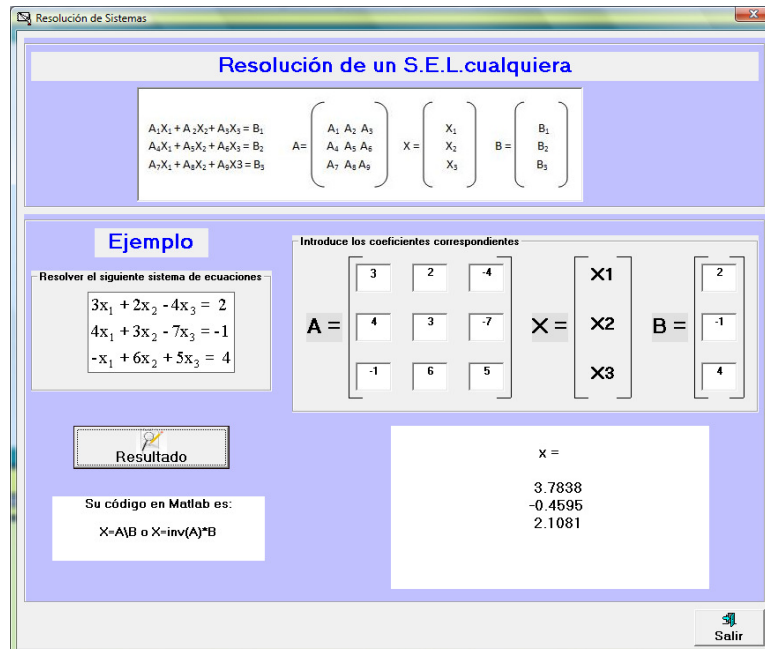 Resolución de Sistemas
Resolución de un S.E.L.cualquiera
A₁X₁ + A₂X₂+ A₃X₃ = B₁
A₄X₁ + A₅X₂ + A₆X₃ = B₂
A₇X₁ + A₈X₂ + A₉X3 = B₃
A=
A₁ A₂ A₃
A₄ A₅ A₆
A₇ A₈ A₉
X =
X₁
X₂
X₃
B =
B₁
B₂
B₃
Ejemplo
Resolver el siguiente sistema de ecuaciones
3x₁ + 2x₂ - 4x₃ = 2
4x₁ + 3x₂ - 7x₃ = -1
-x₁ + 6x₂ + 5x₃ = 4
Introduce los coeficientes correspondientes
A =
3 2 -4
4 3 -7
-1 6 5
X =
X1
X2
X3
B =
2
-1
4
Resultado
Su código en Matlab es:
X=A\B o X=inv(A)*B
x =
3.7838
-0.4595
2.1081
Salir